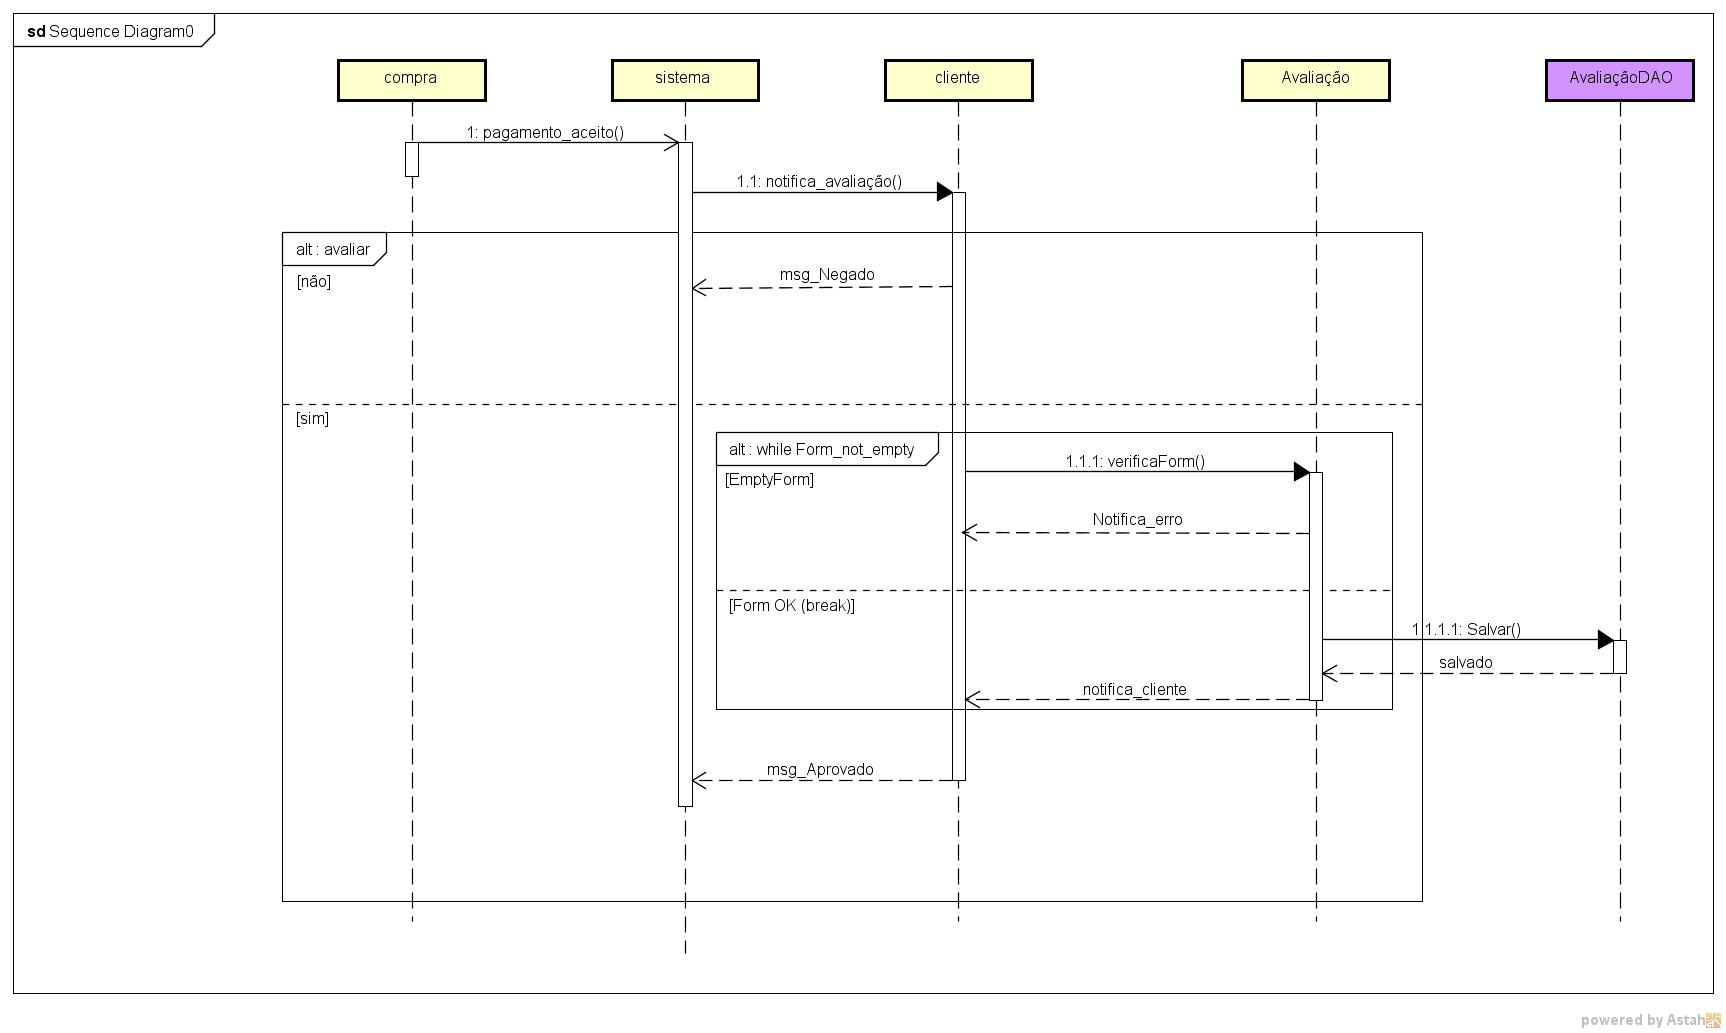 sd Sequence Diagram0
compra
sistema
cliente
Avaliação
AvaliaçãoDAO
1: pagamento_aceito()
1.1: notifica_avaliação()
alt : avaliar
[não]
msg_Negado
[sim]
alt : while Form_not_empty
[EmptyForm]
1.1.1: verificaForm()
Notifica_erro
[Form OK (break)]
1.1.1.1: Salvar()
salvado
notifica_cliente
msg_Aprovado
powered by Astah